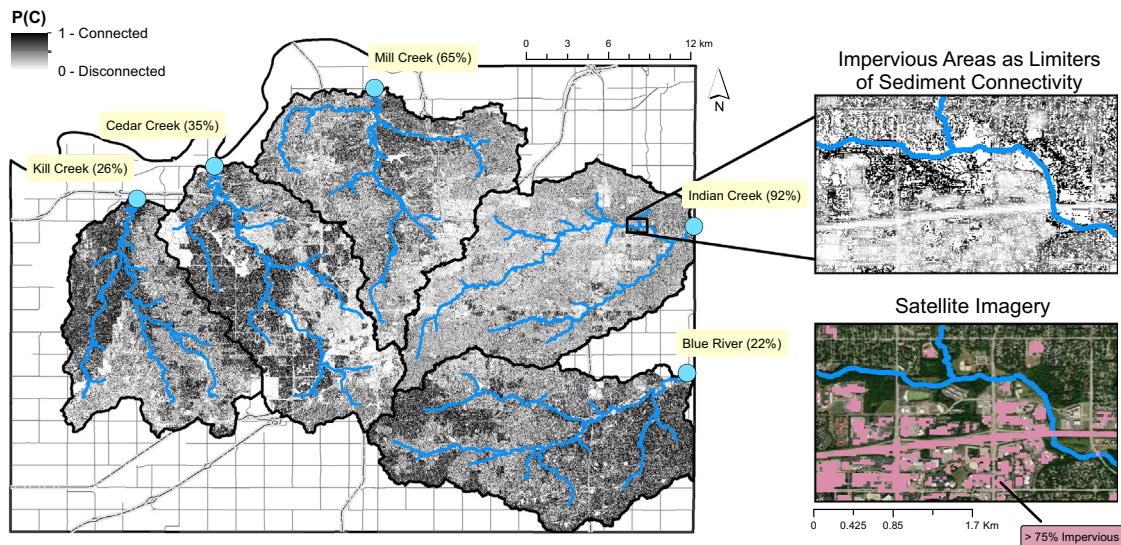 P(C)
1 - Connected
0 - Disconnected
Mill Creek (65%)
Cedar Creek (35%)
Kill Creek (26%)
Indian Creek (92%)
Blue River (22%)
0 3 6 12 km
N
Impervious Areas as Limiters
of Sediment Connectivity
Satellite Imagery
0 0.425 0.85 1.7 Km
> 75% Impervious